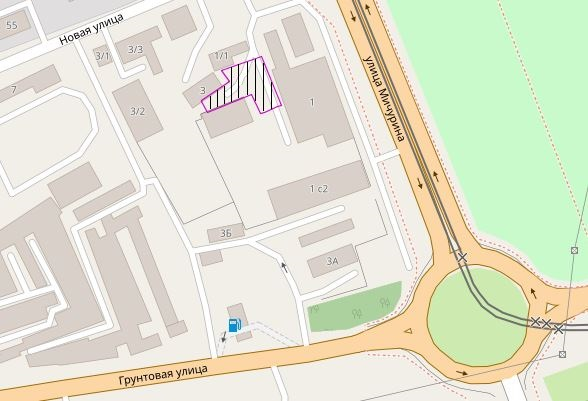 55
Новая улица
3/1
3/3
1/1
7
3
3/2
1
улица Мичурина
1 с2
3Б
3А
Грунтовая улица